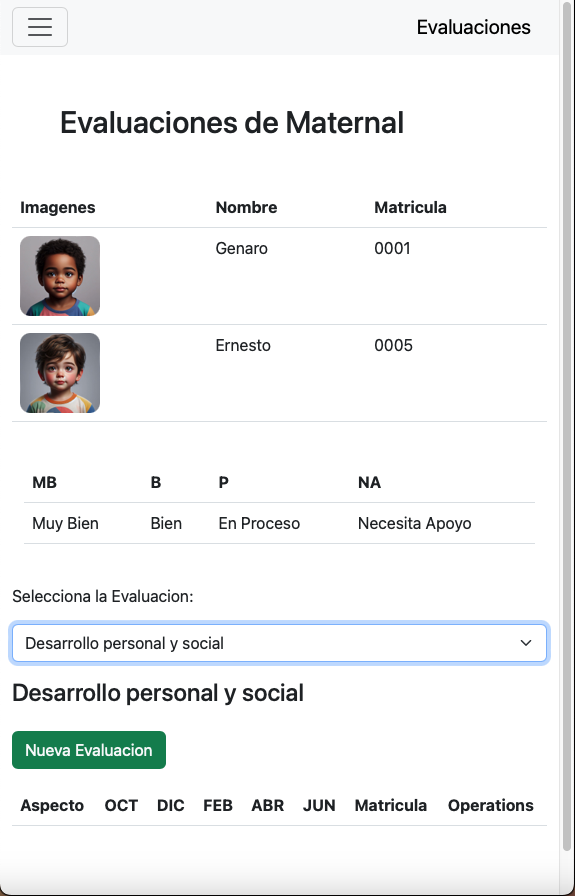 Evaluaciones
Evaluaciones de Maternal
Imagenes Nombre Matricula
Genaro 0001
Ernesto 0005
MB B P NA
Muy Bien Bien En Proceso Necesita Apoyo
Selecciona la Evaluacion:
Desarrollo personal y social
Desarrollo personal y social
Nueva Evaluacion
Aspecto OCT DIC FEB ABR JUN Matricula Operations